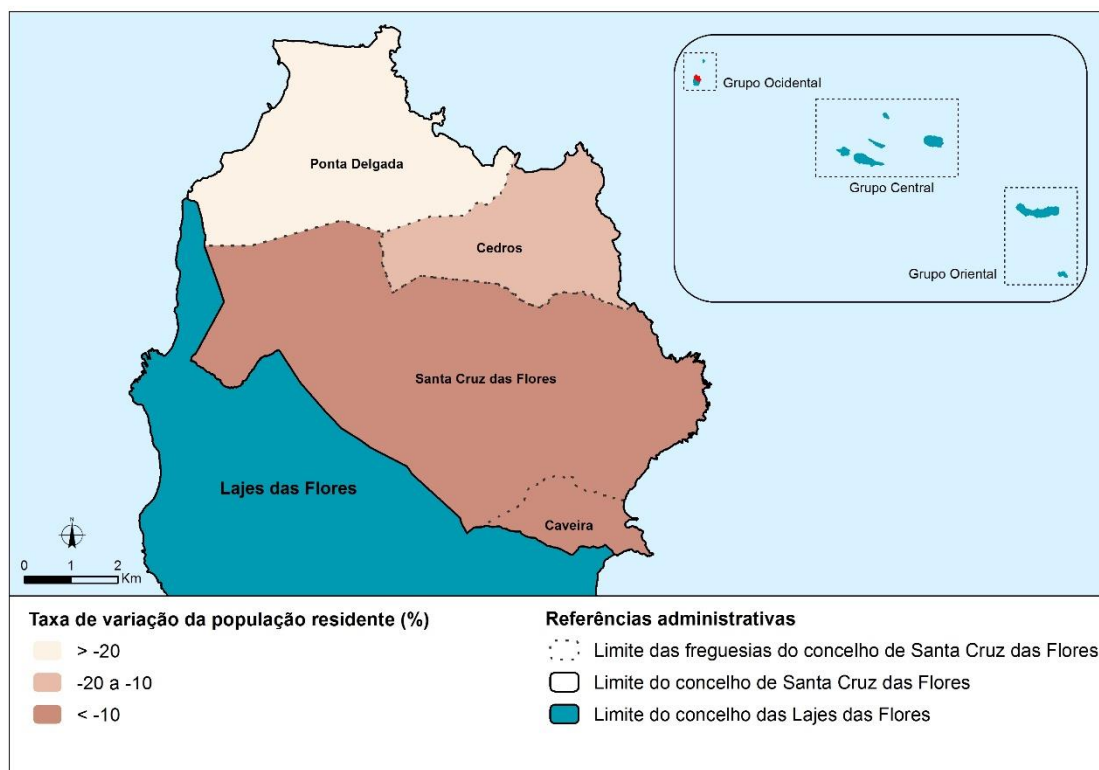 Grupo Ocidental
Grupo Central
Grupo Oriental
Ponta Delgada
Cedros
Santa Cruz das Flores
Lajes das Flores
Caveira
N
0 1 2
Km
Taxa de variação da população residente (%)
> -20
-20 a -10
< -10
Referências administrativas
Limite das freguesias do concelho de Santa Cruz das Flores
Limite do concelho de Santa Cruz das Flores
Limite do concelho das Lajes das Flores